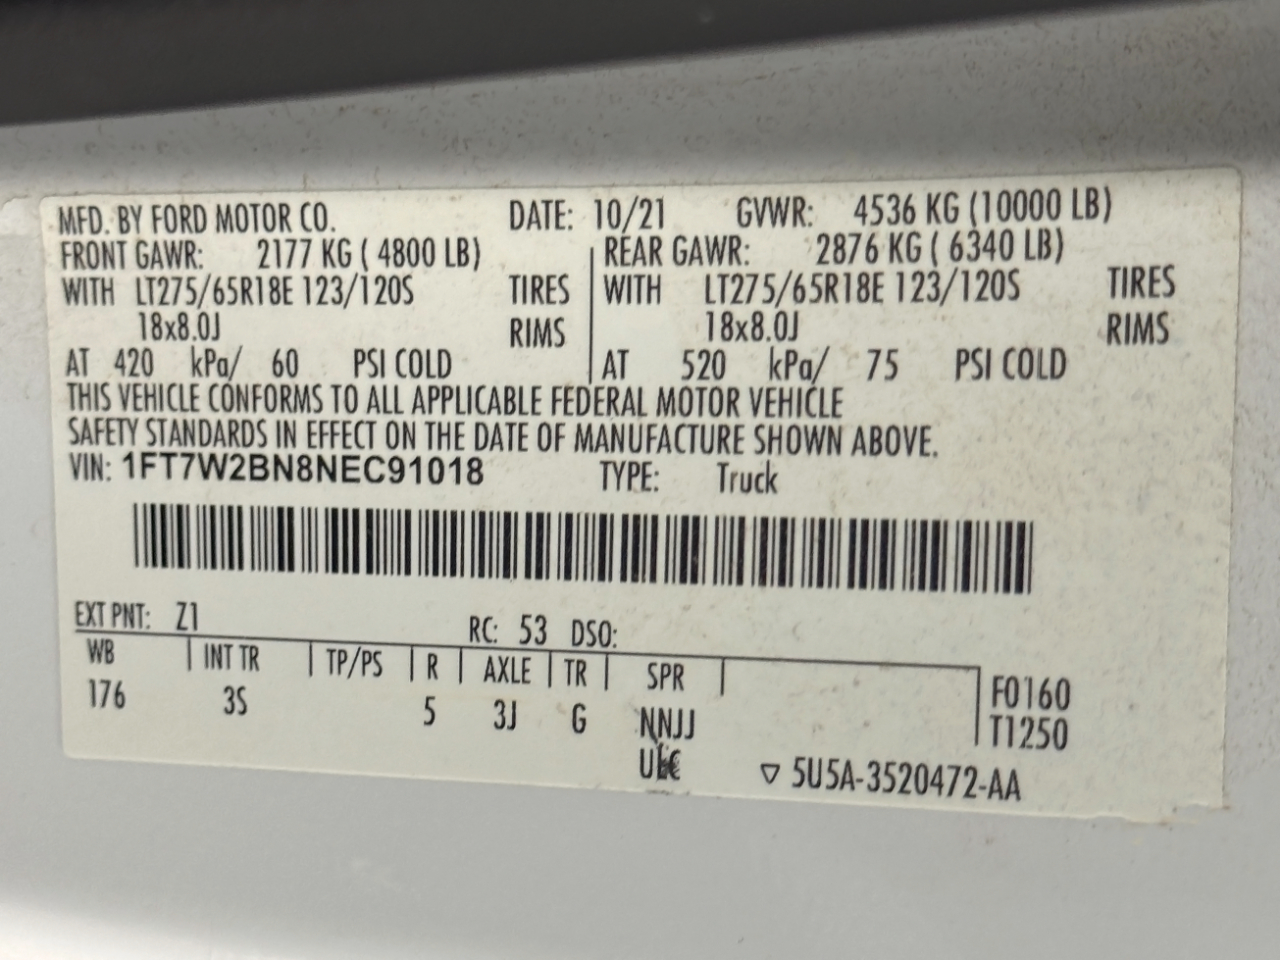 MFD. BY FORD MOTOR CO. DATE: 10/21 GVWR: 4536 KG (10000 LB)
FRONT GAWR: 2177 KG ( 4800 LB) REAR GAWR: 2876 KG ( 6340 LB)
WITH LT275/65R18E 123/120S TIRES WITH LT275/65R18E 123/120S TIRES
18x8.0J RIMS 18x8.0J RIMS
AT 420 kPa/ 60 PSI COLD AT 520 kPa/ 75 PSI COLD
THIS VEHICLE CONFORMS TO ALL APPLICABLE FEDERAL MOTOR VEHICLE
SAFETY STANDARDS IN EFFECT ON THE DATE OF MANUFACTURE SHOWN ABOVE.
VIN: 1FT7W2BN8NEC91018 TYPE: Truck
EXT PNT: Z1 RC: 53 DSO:
WB INT TR TP/PS R AXLE TR SPR F0160
176 3S 5 3J G NNJJ T1250
▽ 5U5A-3520472-AA